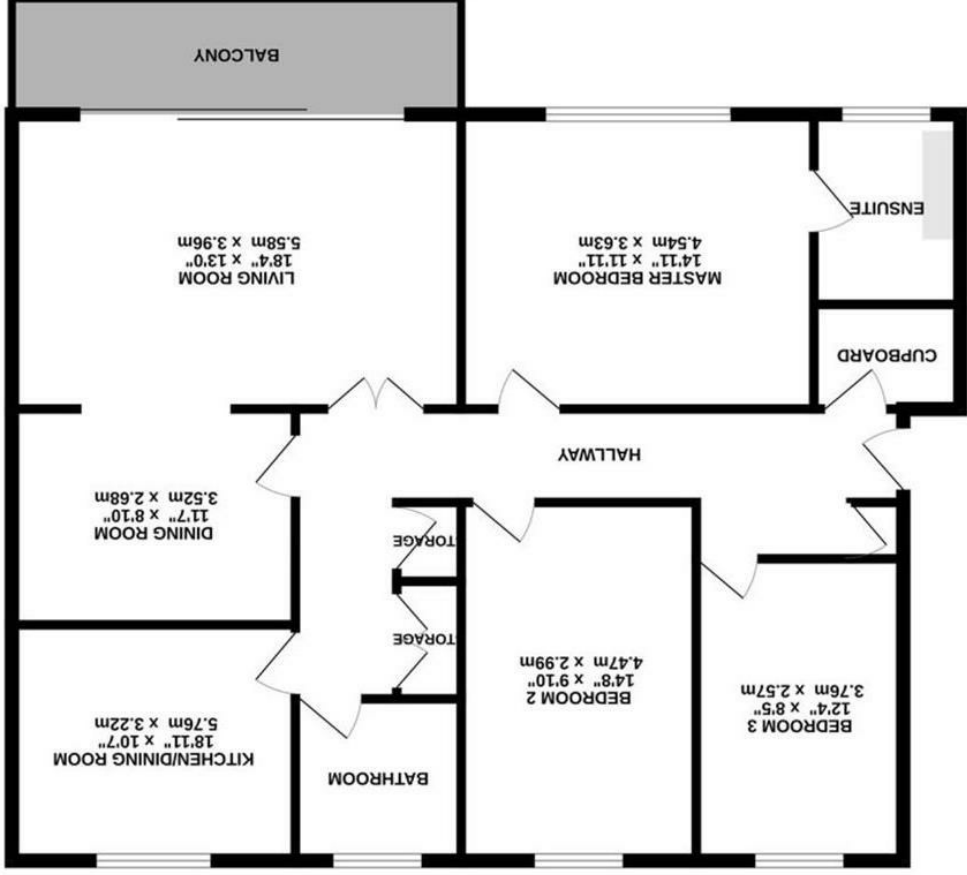 BEDROOM 3
12'4" x 8'5"
3.76m x 2.57m
BEDROOM 2
14'8" x 9'10"
4.47m x 2.99m
BATHROOM
KITCHEN/DINING ROOM
18'11" x 10'7"
5.76m x 3.22m
STORAGE
STORAGE
DINING ROOM
11'7" x 8'10"
3.52m x 2.68m
HALLWAY
CUPBOARD
ENSUITE
MASTER BEDROOM
14'11" x 11'11"
4.54m x 3.63m
LIVING ROOM
18'4" x 13'0"
5.58m x 3.96m
BALCONY